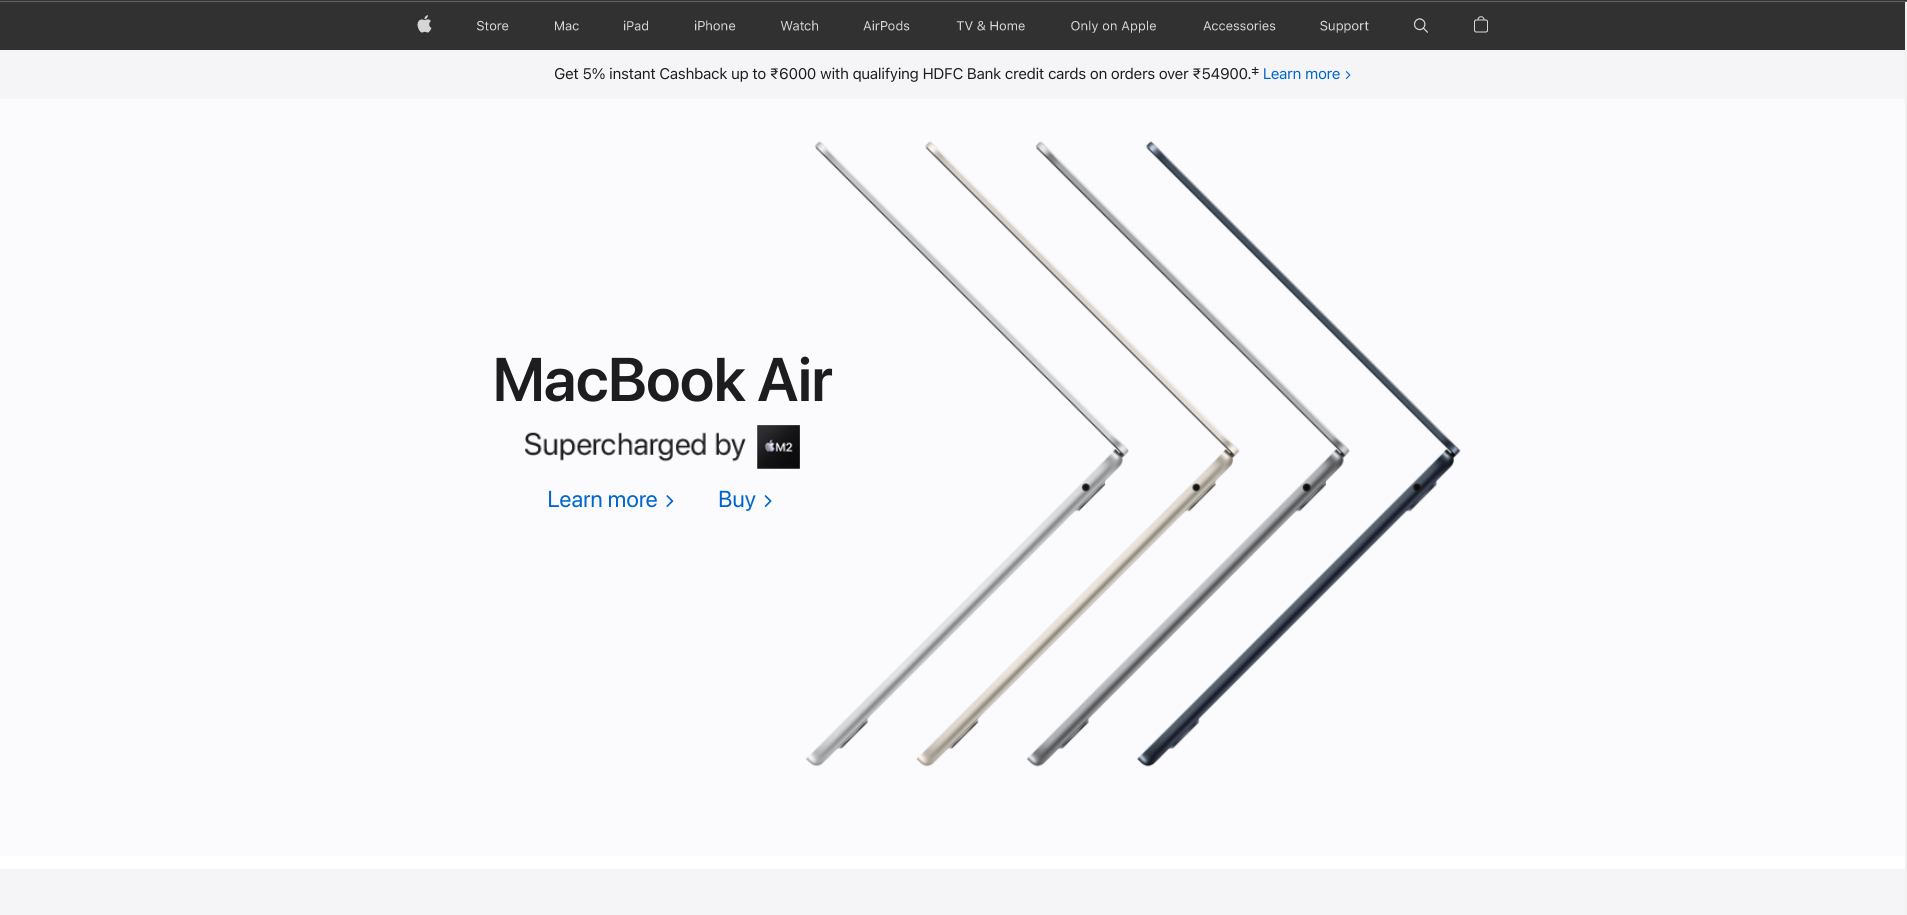 Store Mac iPad iPhone Watch AirPods TV & Home Only on Apple Accessories Support
Get 5% instant Cashback up to ₹6000 with qualifying HDFC Bank credit cards on orders over ₹54900.‡ Learn more >
MacBook Air
Supercharged by M2
Learn more > Buy >